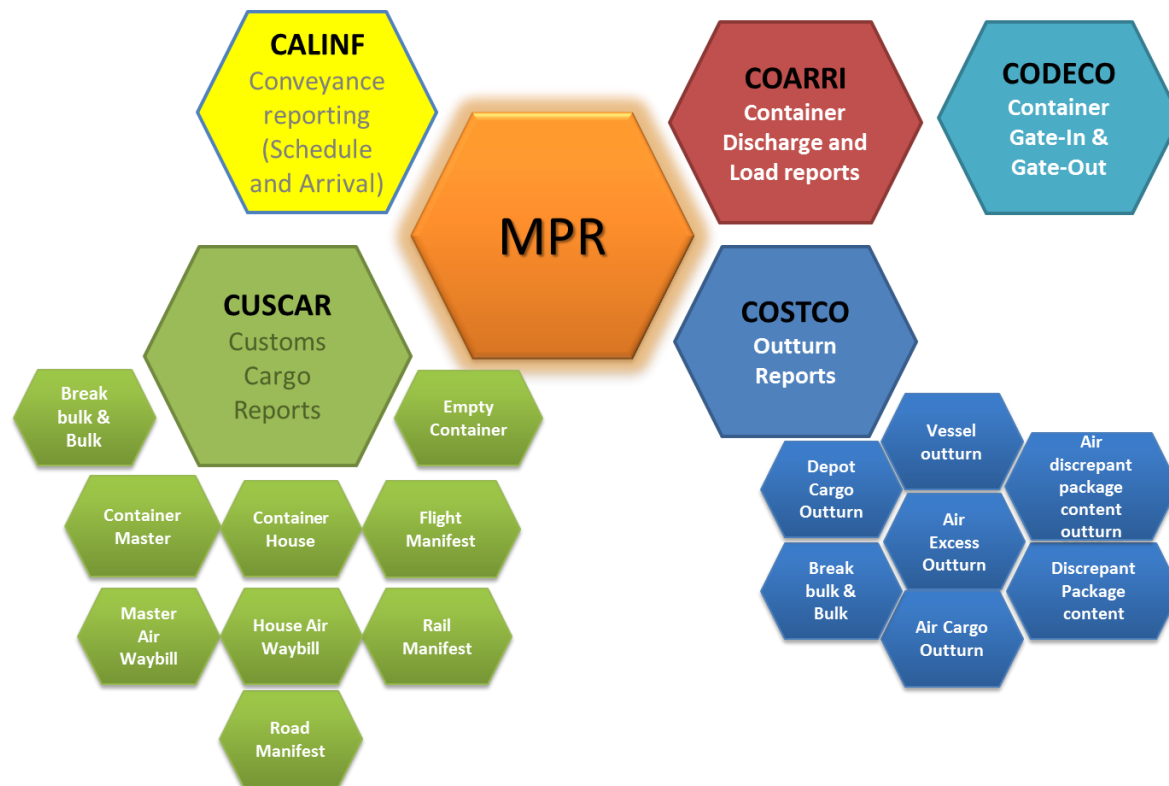 CALINF
Conveyance
reporting
(Schedule
and Arrival)
MPR
COARRI
Container
Discharge and
Load reports
CODECO
Container
Gate-In &
Gate-Out
CUSCAR
Customs
Cargo
Reports
COSTCO
Outturn
Reports
Break
bulk &
Bulk
Empty
Container
Container
Master
Container
House
Flight
Manifest
Master
Air
Waybill
House Air
Waybill
Rail
Manifest
Road
Manifest
Vessel
outturn
Depot
Cargo
Outturn
Air
discrepant
package
content
outturn
Air
Excess
Outturn
Break
bulk &
Bulk
Discrepant
Package
content
Air Cargo
Outturn